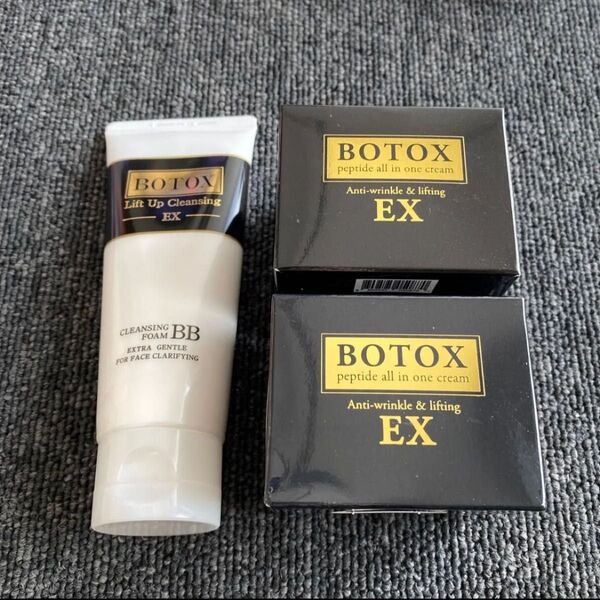 BOTOX
Lift Up Cleansing
EX
CLEANSING
FOAM BB
EXTRA GENTLE
FOR FACE CLARIFYING
BOTOX
peptide all in one cream
Anti-wrinkle & lifting
EX
BOTOX
peptide all in one cream
Anti-wrinkle & lifting
EX